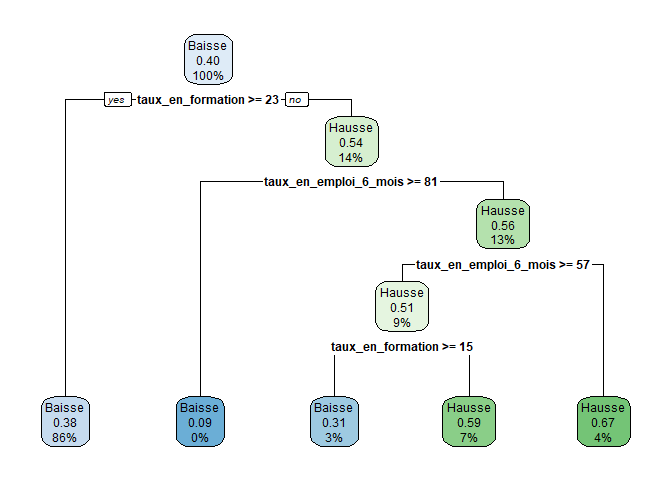 Baisse
0.40
100%
yes taux_en_formation >= 23 no
Hausse
0.54
14%
taux_en_emploi_6_mois >= 81
Hausse
0.56
13%
taux_en_emploi_6_mois >= 57
Hausse
0.51
9%
taux_en_formation >= 15
Baisse
0.38
86%
Baisse
0.09
0%
Baisse
0.31
3%
Hausse
0.59
7%
Hausse
0.67
4%